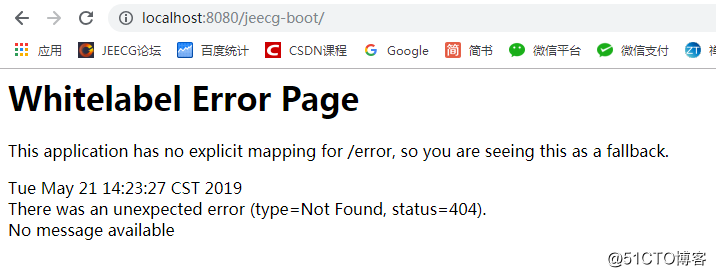 localhost:8080/jeecg-boot/
应用 JEECG论坛 百度统计 C CSDN课程 G Google 简 简书 微信平台 微信支付 ZT
Whitelabel Error Page
This application has no explicit mapping for /error, so you are seeing this as a fallback.
Tue May 21 14:23:27 CST 2019
There was an unexpected error (type=Not Found, status=404).
No message available
@51CTO博客